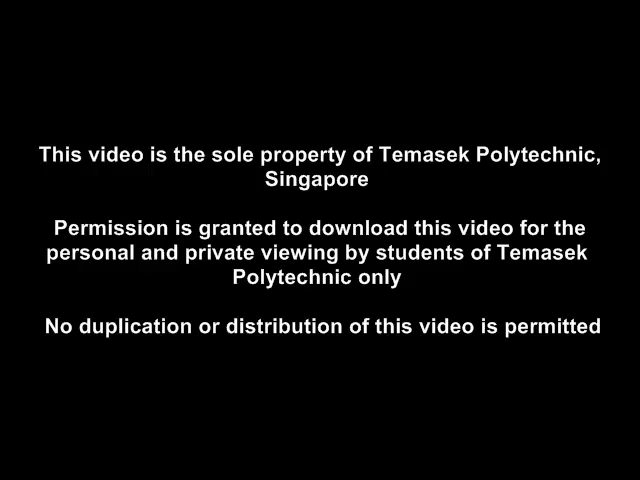 This video is the sole property of Temasek Polytechnic,
Singapore
Permission is granted to download this video for the
personal and private viewing by students of Temasek
Polytechnic only
No duplication or distribution of this video is permitted